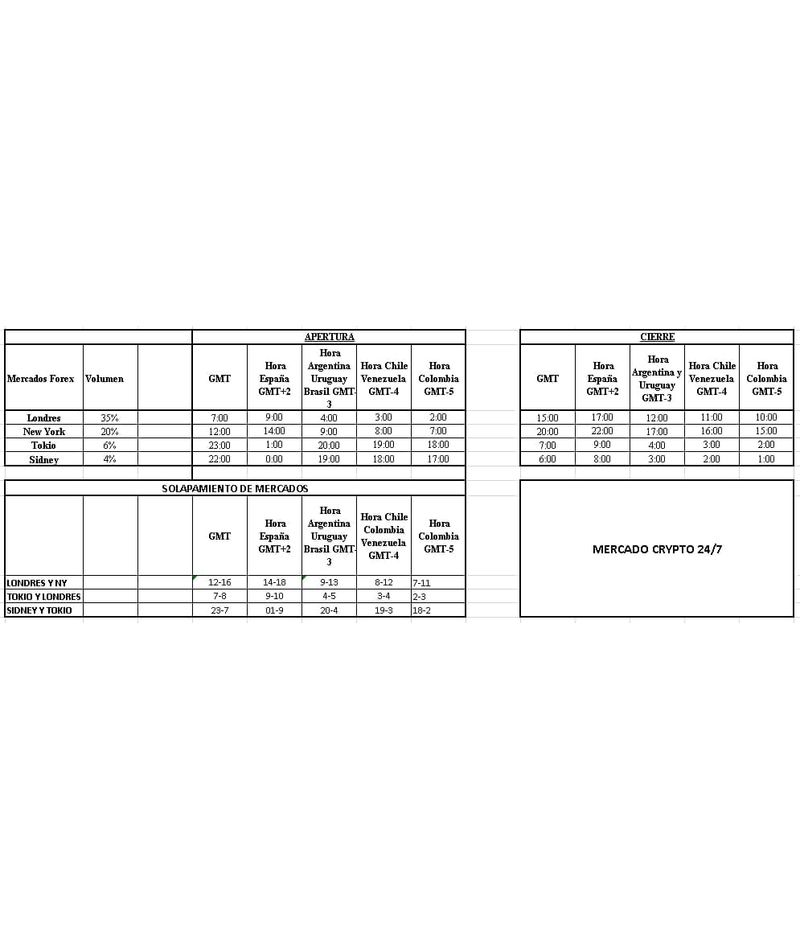 APERTURA
CIERRE
Mercados Forex Volumen GMT Hora España GMT+2 Hora Argentina Uruguay Brasil GMT-3 Hora Chile Venezuela GMT-4 Hora Colombia GMT-5 GMT Hora España GMT+2 Hora Argentina y Uruguay GMT-3 Hora Chile Venezuela GMT-4 Hora Colombia GMT-5
Londres 35% 7:00 9:00 4:00 3:00 2:00 15:00 17:00 12:00 11:00 10:00
New York 20% 12:00 14:00 9:00 8:00 7:00 20:00 22:00 17:00 16:00 15:00
Tokio 6% 23:00 1:00 20:00 19:00 18:00 7:00 9:00 4:00 3:00 2:00
Sidney 4% 22:00 0:00 19:00 18:00 17:00 6:00 8:00 3:00 2:00 1:00
SOLAPAMIENTO DE MERCADOS
GMT Hora España GMT+2 Hora Argentina Uruguay Brasil GMT-3 Hora Chile Colombia Venezuela GMT-4 Hora Colombia GMT-5
LONDRES Y NY 12-16 14-18 9-13 8-12 7-11
TOKIO Y LONDRES 7-8 9-10 4-5 3-4 2-3
SIDNEY Y TOKIO 23-7 01-9 20-4 19-3 18-2
MERCADO CRYPTO 24/7